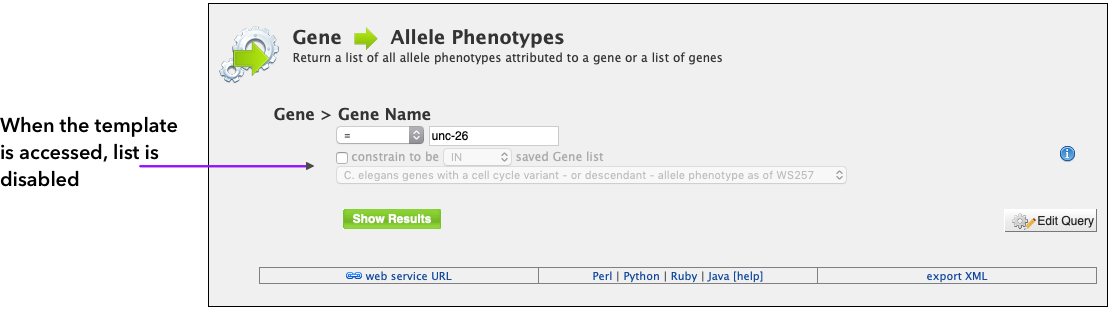 Gene Allele Phenotypes
Return a list of all allele phenotypes attributed to a gene or a list of genes
When the template
is accessed, list is
disabled
Gene > Gene Name
= unc-26
constrain to be IN saved Gene list
C. elegans genes with a cell cycle variant - or descendant - allele phenotype as of WS257
Show Results
Edit Query
web service URL
Perl | Python | Ruby | Java [help]
export XML